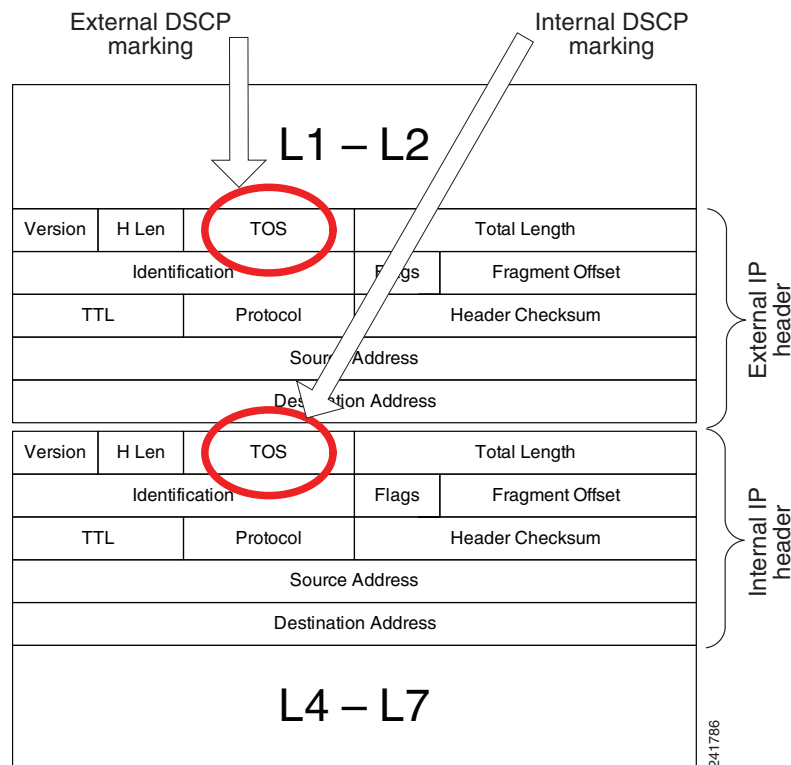 External DSCP
marking
Internal DSCP
marking
L1 – L2
Version H Len TOS Total Length
Identification Flags Fragment Offset
TTL Protocol Header Checksum
Source Address
Destination Address
External IP
header
Version H Len TOS Total Length
Identification Flags Fragment Offset
TTL Protocol Header Checksum
Source Address
Destination Address
Internal IP
header
L4 – L7
241786